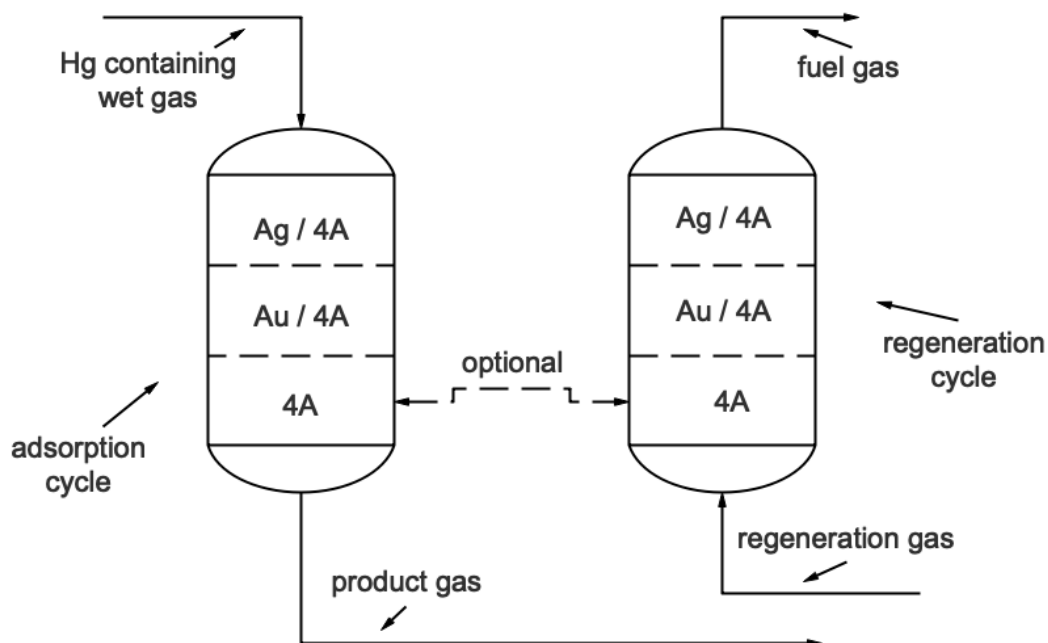 Hg containing
wet gas
fuel gas
Ag / 4A
Au / 4A
4A
Ag / 4A
Au / 4A
4A
optional
regeneration
cycle
adsorption
cycle
regeneration gas
product gas